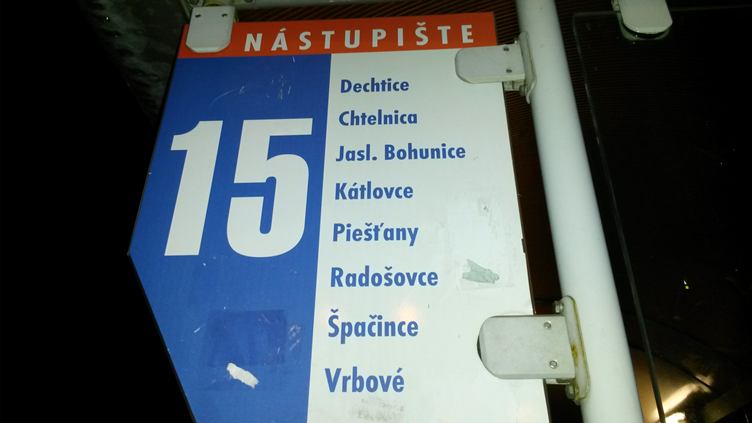 NÁSTUPIŠTE
15
Dechtice
Chtelnica
Jasl. Bohunice
Kátlovce
Piešťany
Radošovce
Špačince
Vrbové